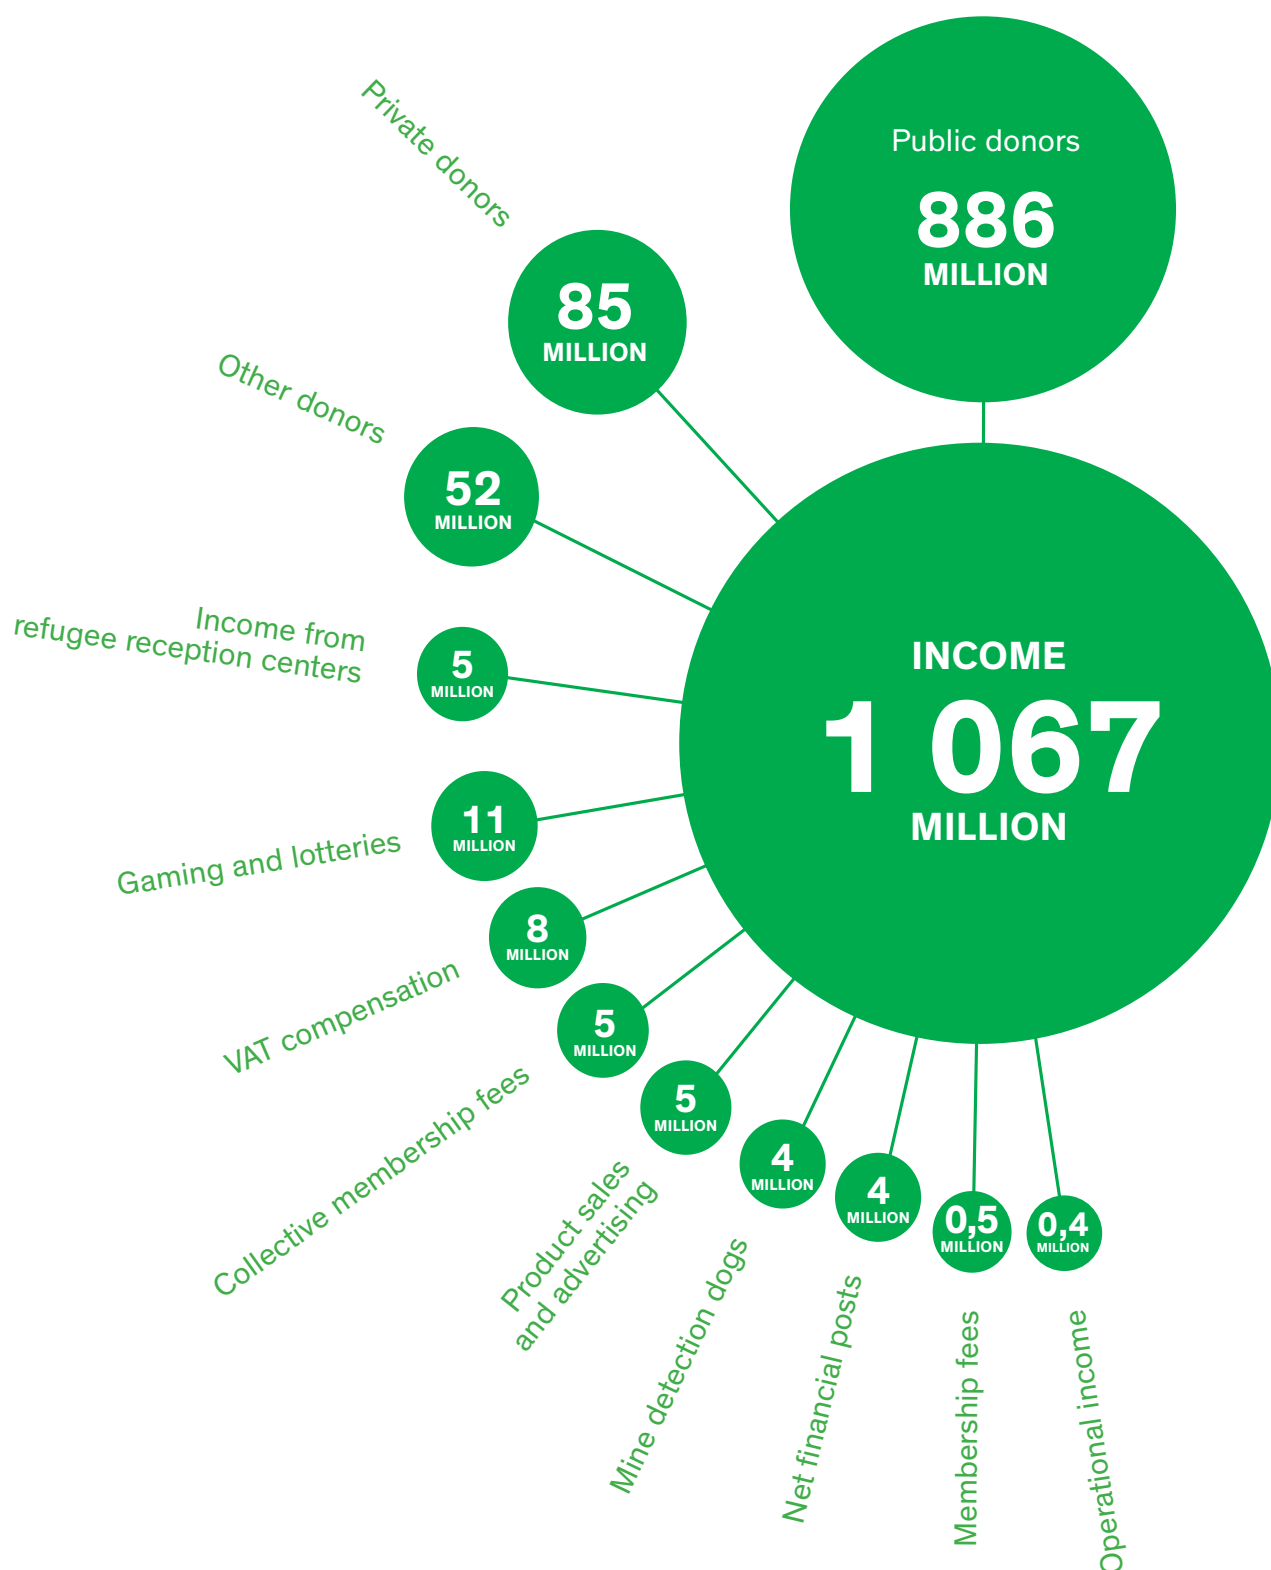 Public donors
886
MILLION
Private donors
85
MILLION
Other donors
52
MILLION
Income from
refugee reception centers
5
MILLION
INCOME
1 067
MILLION
Gaming and lotteries
11
MILLION
VAT compensation
8
MILLION
Collective membership fees
5
MILLION
Product sales
and advertising
5
MILLION
Mine detection dogs
4
MILLION
Net financial posts
4
MILLION
Membership fees
0,5
MILLION
Operational income
0,4
MILLION